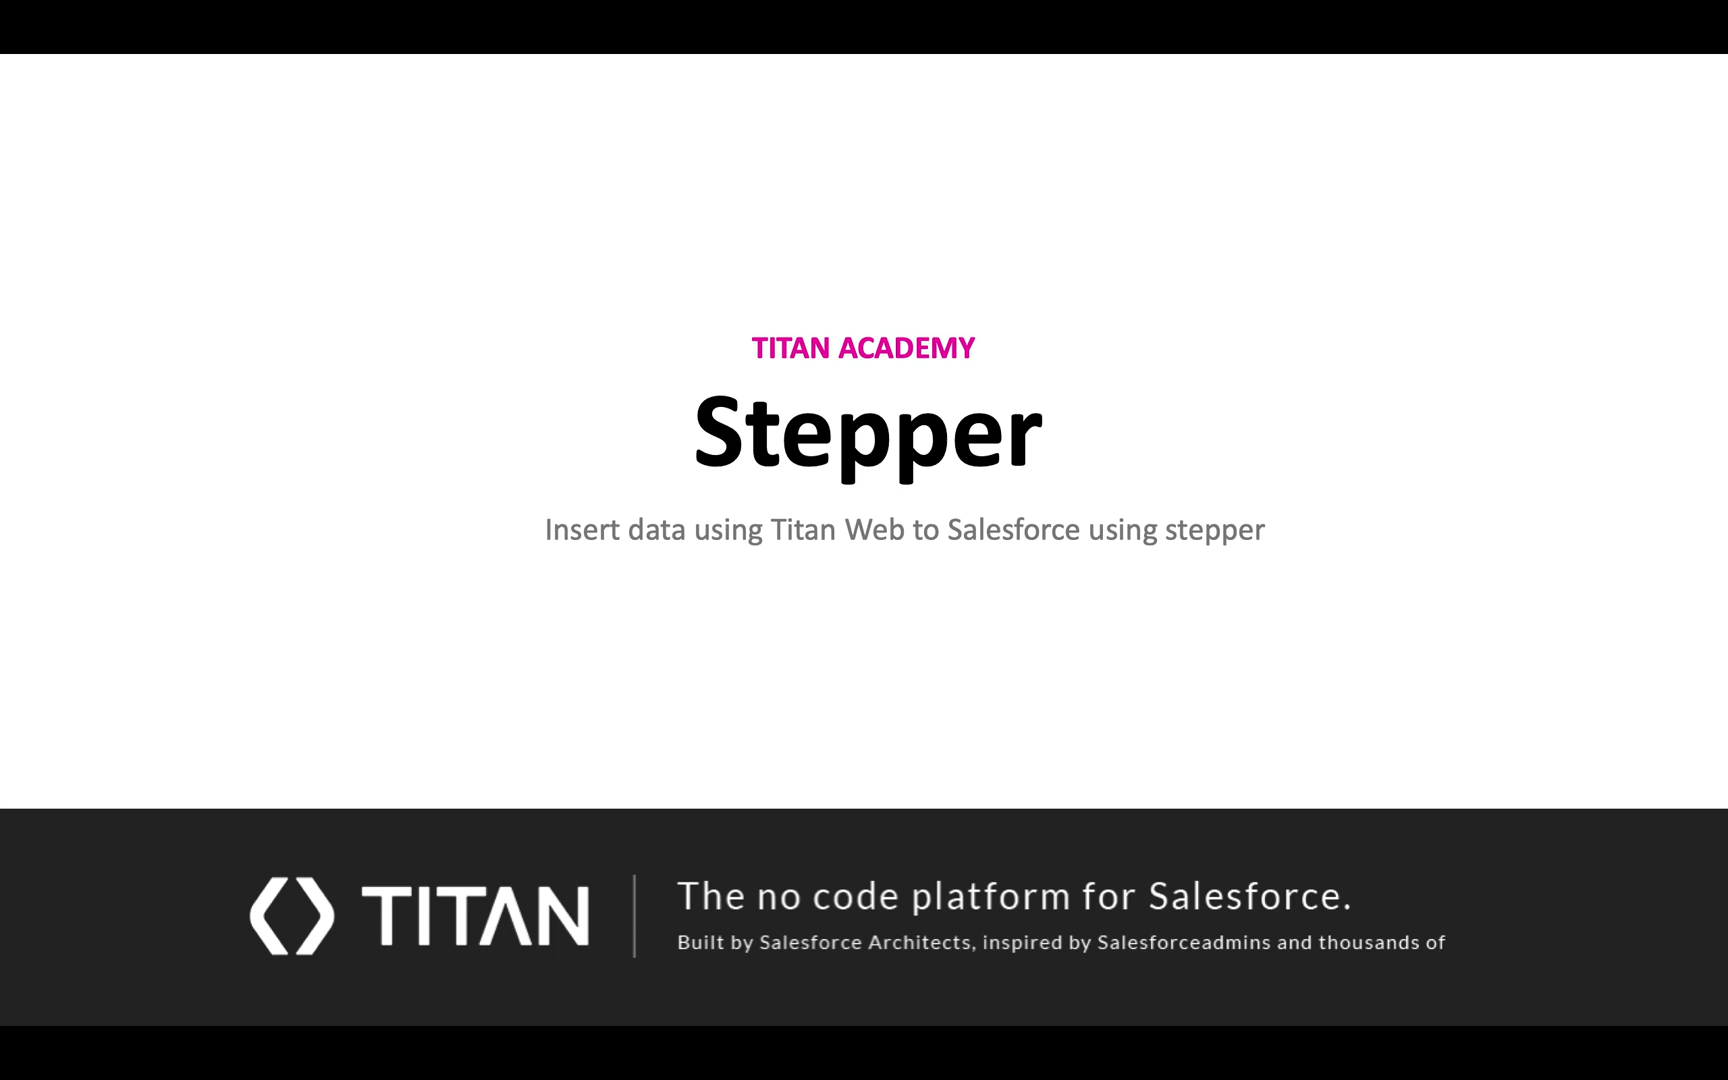 TITAN ACADEMY
Stepper
Insert data using Titan Web to Salesforce using stepper
TITAN
The no code platform for Salesforce.
Built by Salesforce Architects, inspired by Salesforceadmins and thousands of